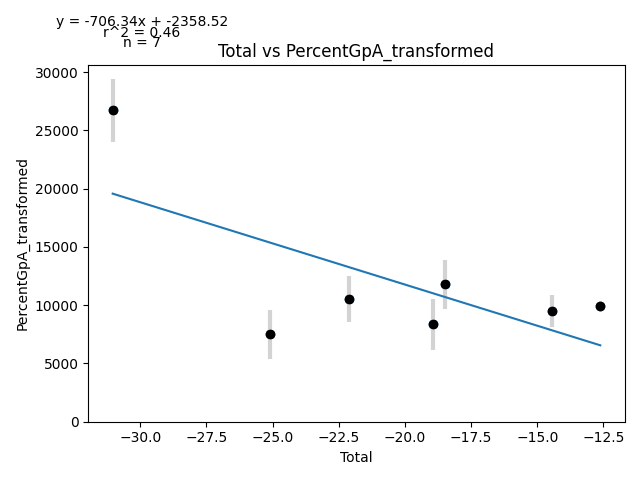 y = -706.34x + -2358.52
r^2 = 0.46
n = 7
Total vs PercentGpA_transformed
30000
25000
20000
15000
10000
5000
0
PercentGpA_transformed
−30.0 −27.5 −25.0 −22.5 −20.0 −17.5 −15.0 −12.5
Total